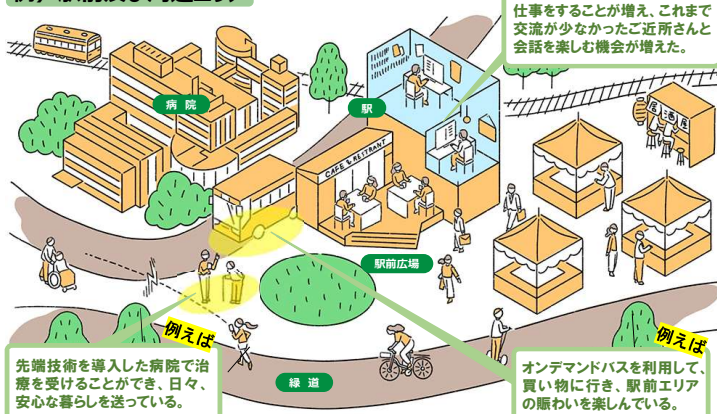 仕事をすることが増え、これまで
交流が少なかったご近所さんと
会話を楽しむ機会が増えた。
病 院
駅
居酒屋
CAFE & RESTRANT
駅前広場
例えば
先端技術を導入した病院で治
療を受けることができ、日々、
安心な暮らしを送っている。
緑 道
例えば
オンデマンドバスを利用して、
買い物に行き、駅前エリア
の賑わいを楽しんでいる。